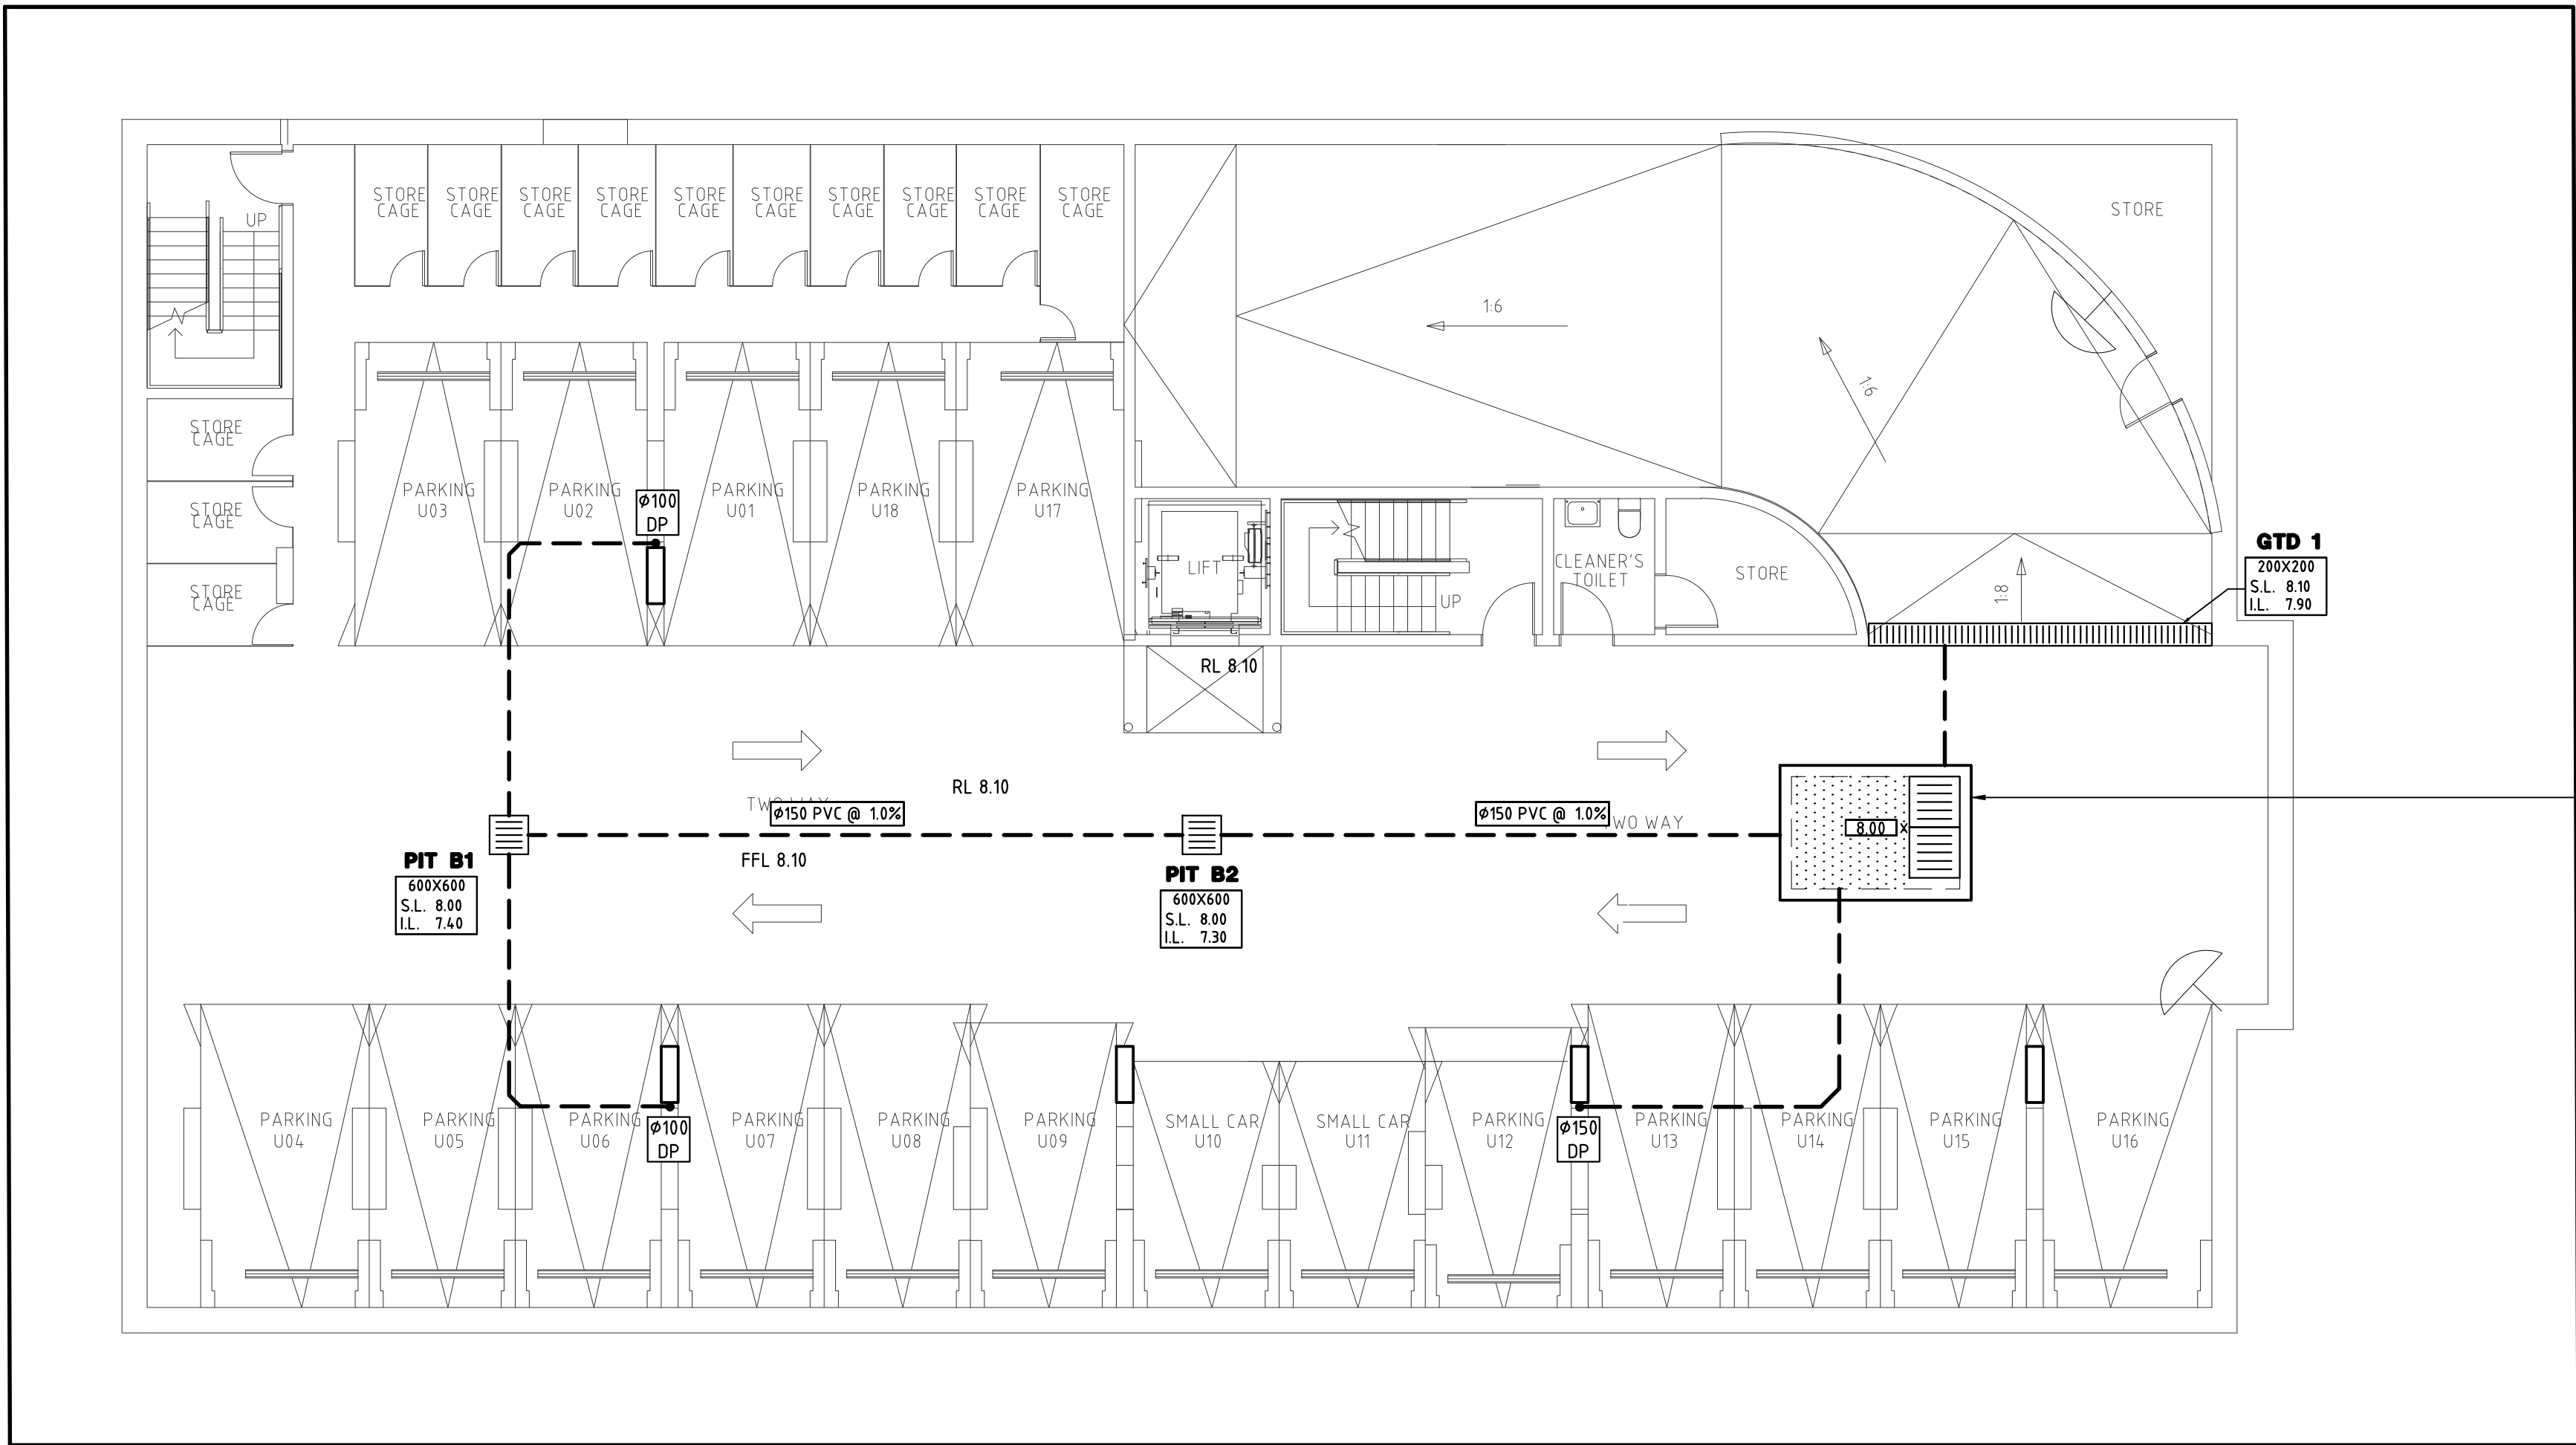 STORE
CAGE
STORE
CAGE
STORE
CAGE
STORE
CAGE
STORE
CAGE
STORE
CAGE
STORE
CAGE
STORE
CAGE
STORE
CAGE
STORE
CAGE
STORE
UP
1:6
1:6
STORE
CAGE
STORE
CAGE
STORE
CAGE
PARKING
U03
PARKING
U02
Ø100
DP
PARKING
U01
PARKING
U18
PARKING
U17
LIFT
UP
CLEANER'S
TOILET
STORE
1:8
GTD 1
200X200
S.L. 8.10
I.L. 7.90
RL 8.10
RL 8.10
TWO WAY
Ø150 PVC @ 1.0%
Ø150 PVC @ 1.0%
TWO WAY
8.00 X
FFL 8.10
PIT B1
600X600
S.L. 8.00
I.L. 7.40
PIT B2
600X600
S.L. 8.00
I.L. 7.30
PARKING
U04
PARKING
U05
PARKING
U06
Ø100
DP
PARKING
U07
PARKING
U08
PARKING
U09
SMALL CAR
U10
SMALL CAR
U11
PARKING
U12
Ø150
DP
PARKING
U13
PARKING
U14
PARKING
U15
PARKING
U16